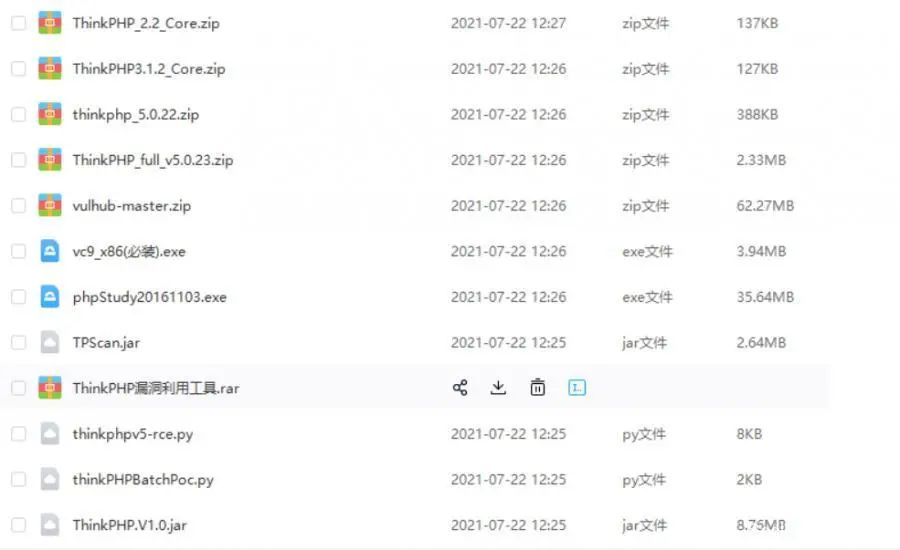 ThinkPHP_2.2_Core.zip 2021-07-22 12:27 zip文件 137KB
ThinkPHP3.1.2_Core.zip 2021-07-22 12:26 zip文件 127KB
thinkphp_5.0.22.zip 2021-07-22 12:26 zip文件 388KB
ThinkPHP_full_v5.0.23.zip 2021-07-22 12:26 zip文件 2.33MB
vulhub-master.zip 2021-07-22 12:26 zip文件 62.27MB
vc9_x86(必装).exe 2021-07-22 12:26 exe文件 3.94MB
phpStudy20161103.exe 2021-07-22 12:26 exe文件 35.64MB
TPScan.jar 2021-07-22 12:25 jar文件 2.64MB
ThinkPHP漏洞利用工具.rar
thinkphpv5-rce.py 2021-07-22 12:25 py文件 8KB
thinkPHPBatchPoc.py 2021-07-22 12:25 py文件 2KB
ThinkPHP.V1.0.jar 2021-07-22 12:25 jar文件